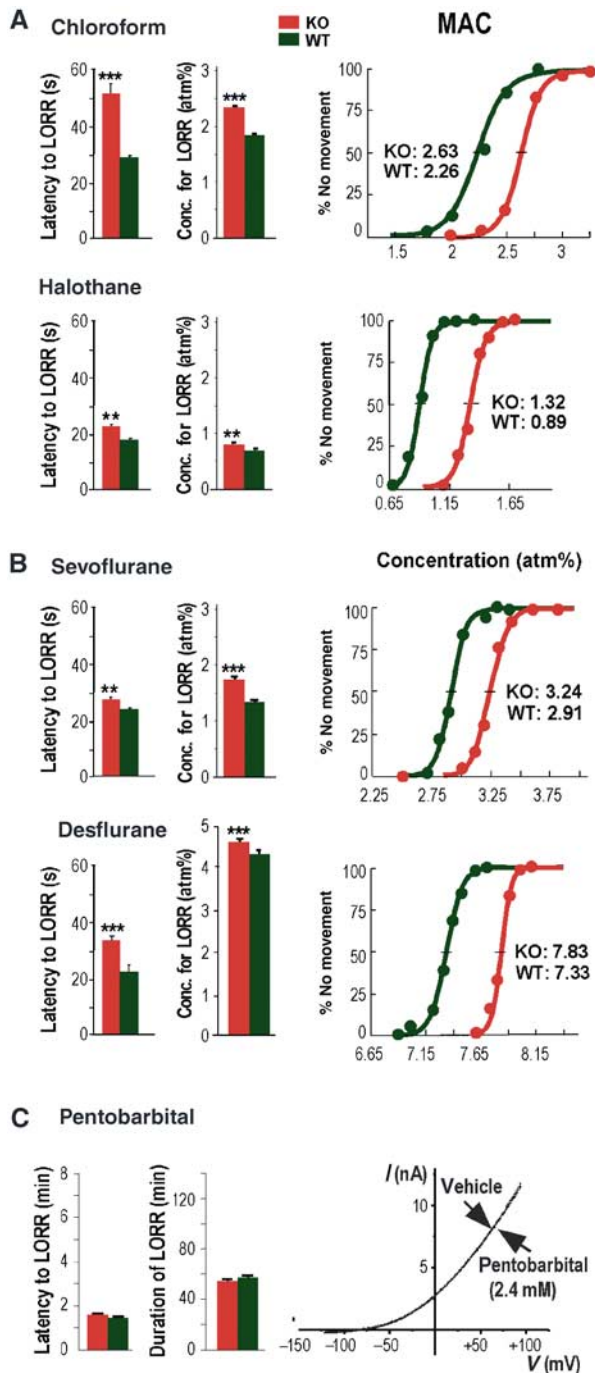 A Chloroform
KO
WT
MAC
Latency to LORR (s)
60
40
20
0
***
Conc. for LORR (atm%)
3
2
1
0
***
% No movement
100
75
50
25
0
KO: 2.63
WT: 2.26
1.5 2 2.5 3
Halothane
Latency to LORR (s)
60
40
20
0
**
Conc. for LORR (atm%)
3
2
1
0
**
% No movement
100
75
50
25
0
KO: 1.32
WT: 0.89
0.65 1.15 1.65
B Sevoflurane
Concentration (atm%)
Latency to LORR (s)
60
40
20
0
**
Conc. for LORR (atm%)
3
2
1
0
***
% No movement
100
75
50
25
0
KO: 3.24
WT: 2.91
2.25 2.75 3.25 3.75
Desflurane
Latency to LORR (s)
60
40
20
0
***
Conc. for LORR (atm%)
5
4
3
2
1
0
***
% No movement
100
75
50
25
0
KO: 7.83
WT: 7.33
6.65 7.15 7.65 8.15
C Pentobarbital
Latency to LORR (min)
8
6
4
2
0
Duration of LORR (min)
120
60
0
I (nA)
10
5
Vehicle
Pentobarbital
(2.4 mM)
−150 −100 −50 +50 +100
V (mV)